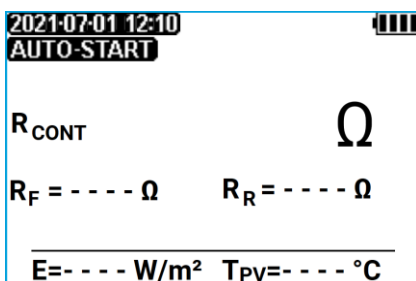 2021-07-01 12:10
AUTO-START
RCONT Ω
RF = - - - - Ω RR = - - - - Ω
E=- - - - W/m² TPV=- - - - °C